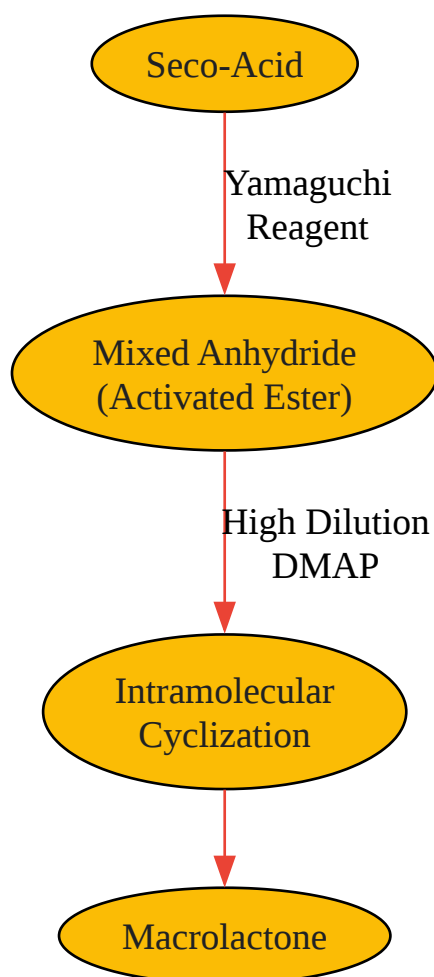 Seco-Acid
Yamaguchi
Reagent
Mixed Anhydride
(Activated Ester)
High Dilution
DMAP
Intramolecular
Cyclization
Macrolactone